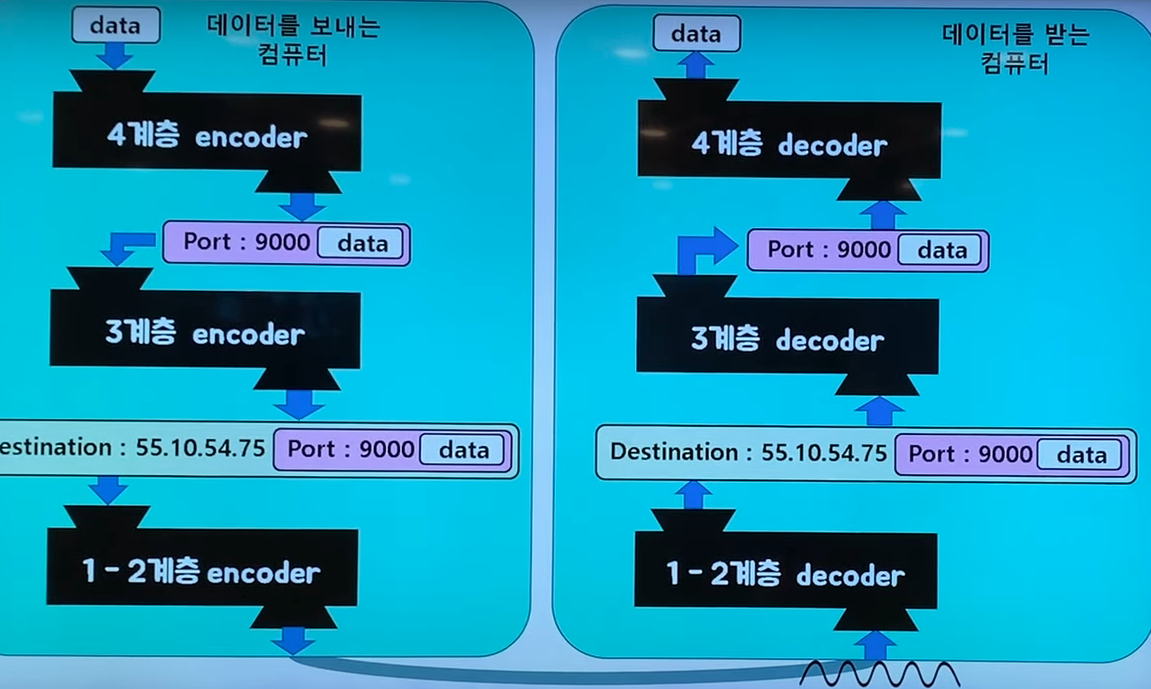 data
데이터를 보내는
컴퓨터
4계층 encoder
Port : 9000 data
3계층 encoder
estination : 55.10.54.75 Port : 9000 data
1-2계층 encoder
data
데이터를 받는
컴퓨터
4계층 decoder
Port : 9000 data
3계층 decoder
Destination : 55.10.54.75 Port : 9000 data
1-2계층 decoder